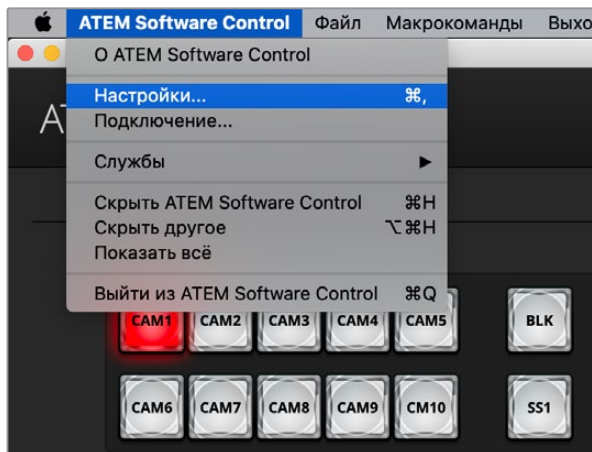 ATEM Software Control Файл Макрокоманды Выхо
О ATEM Software Control
Настройки... ⌘,
Подключение...
Службы ▶
Скрыть ATEM Software Control ⌘H
Скрыть другое ⌥⌘H
Показать всё
Выйти из ATEM Software Control ⌘Q
CAM1 CAM2 CAM3 CAM4 CAM5 BLK
CAM6 CAM7 CAM8 CAM9 CM10 SS1